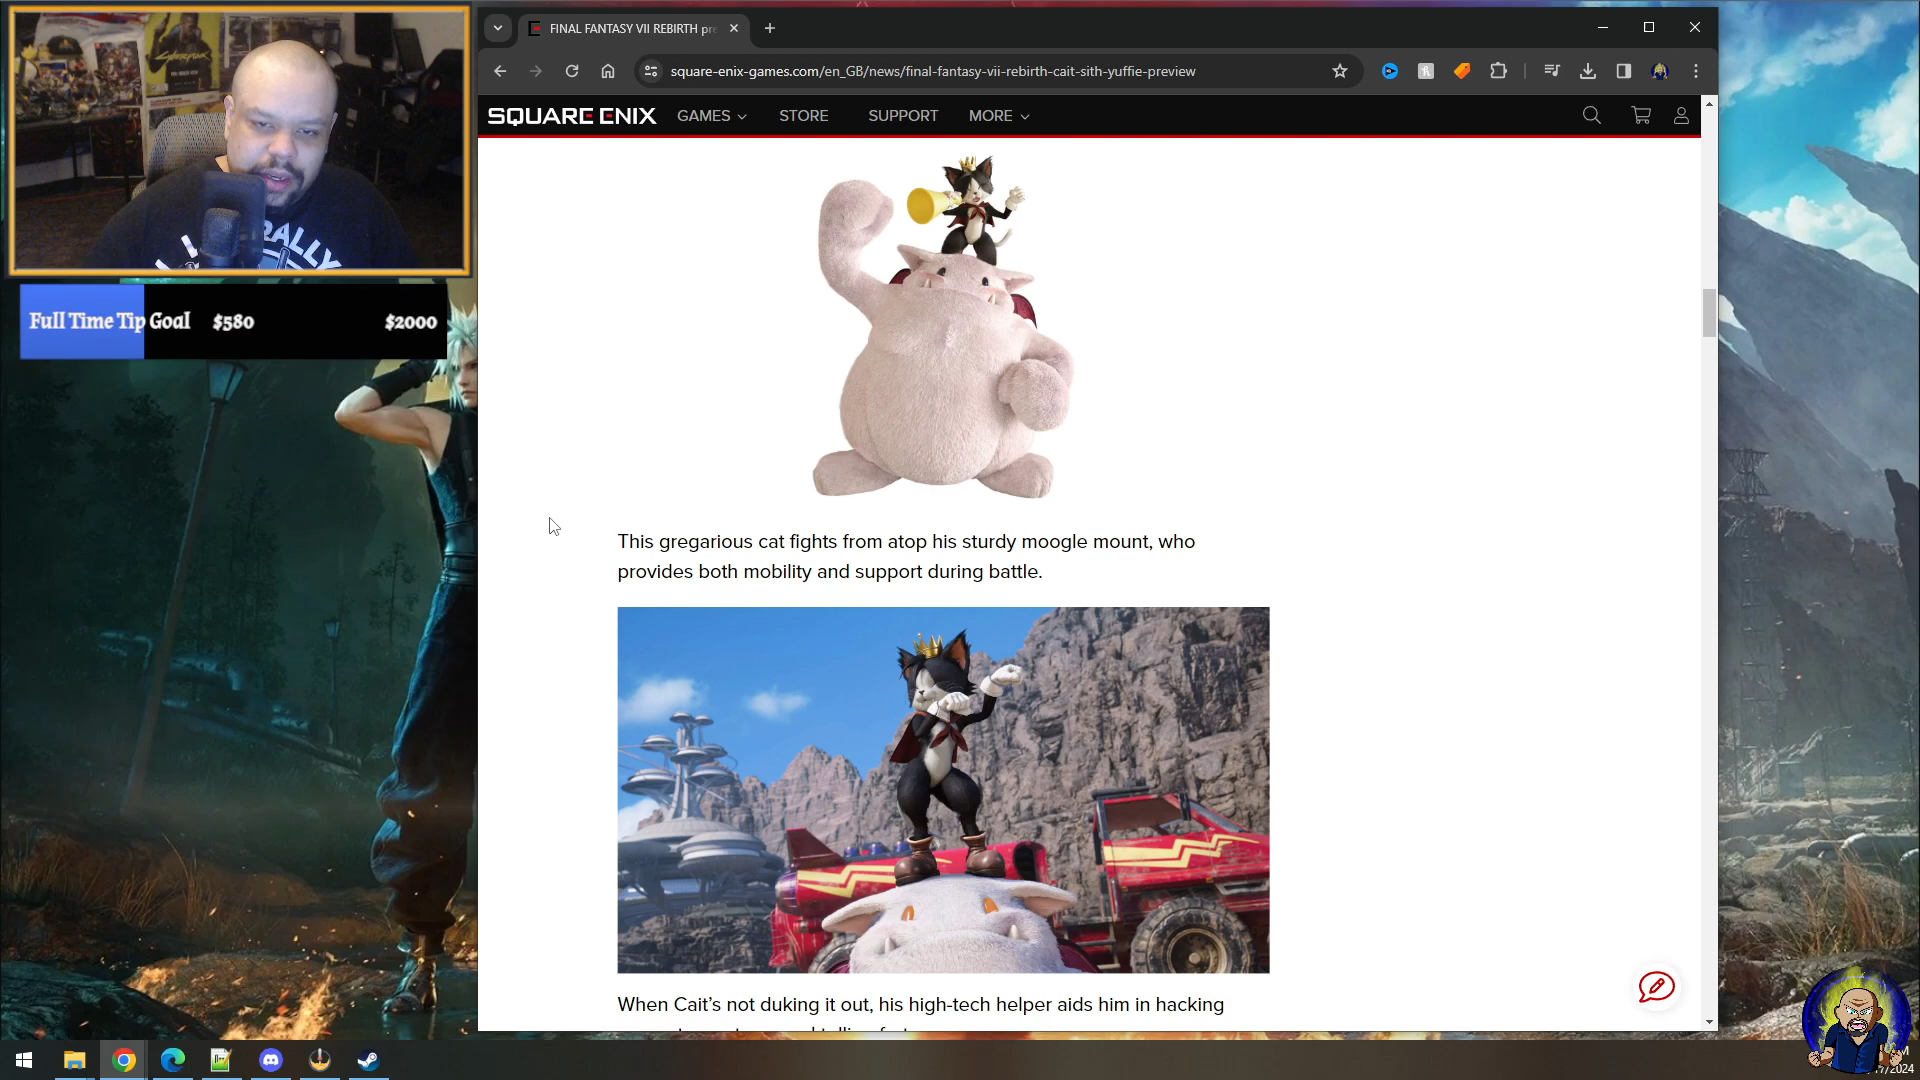 FINAL FANTASY VII REBIRTH pre
square-enix-games.com/en_GB/news/final-fantasy-vii-rebirth-cait-sith-yuffie-preview
SQUARE ENIX GAMES STORE SUPPORT MORE
RALLY
Full Time Tip Goal $580 $2000
This gregarious cat fights from atop his sturdy moogle mount, who
provides both mobility and support during battle.
When Cait's not duking it out, his high-tech helper aids him in hacking